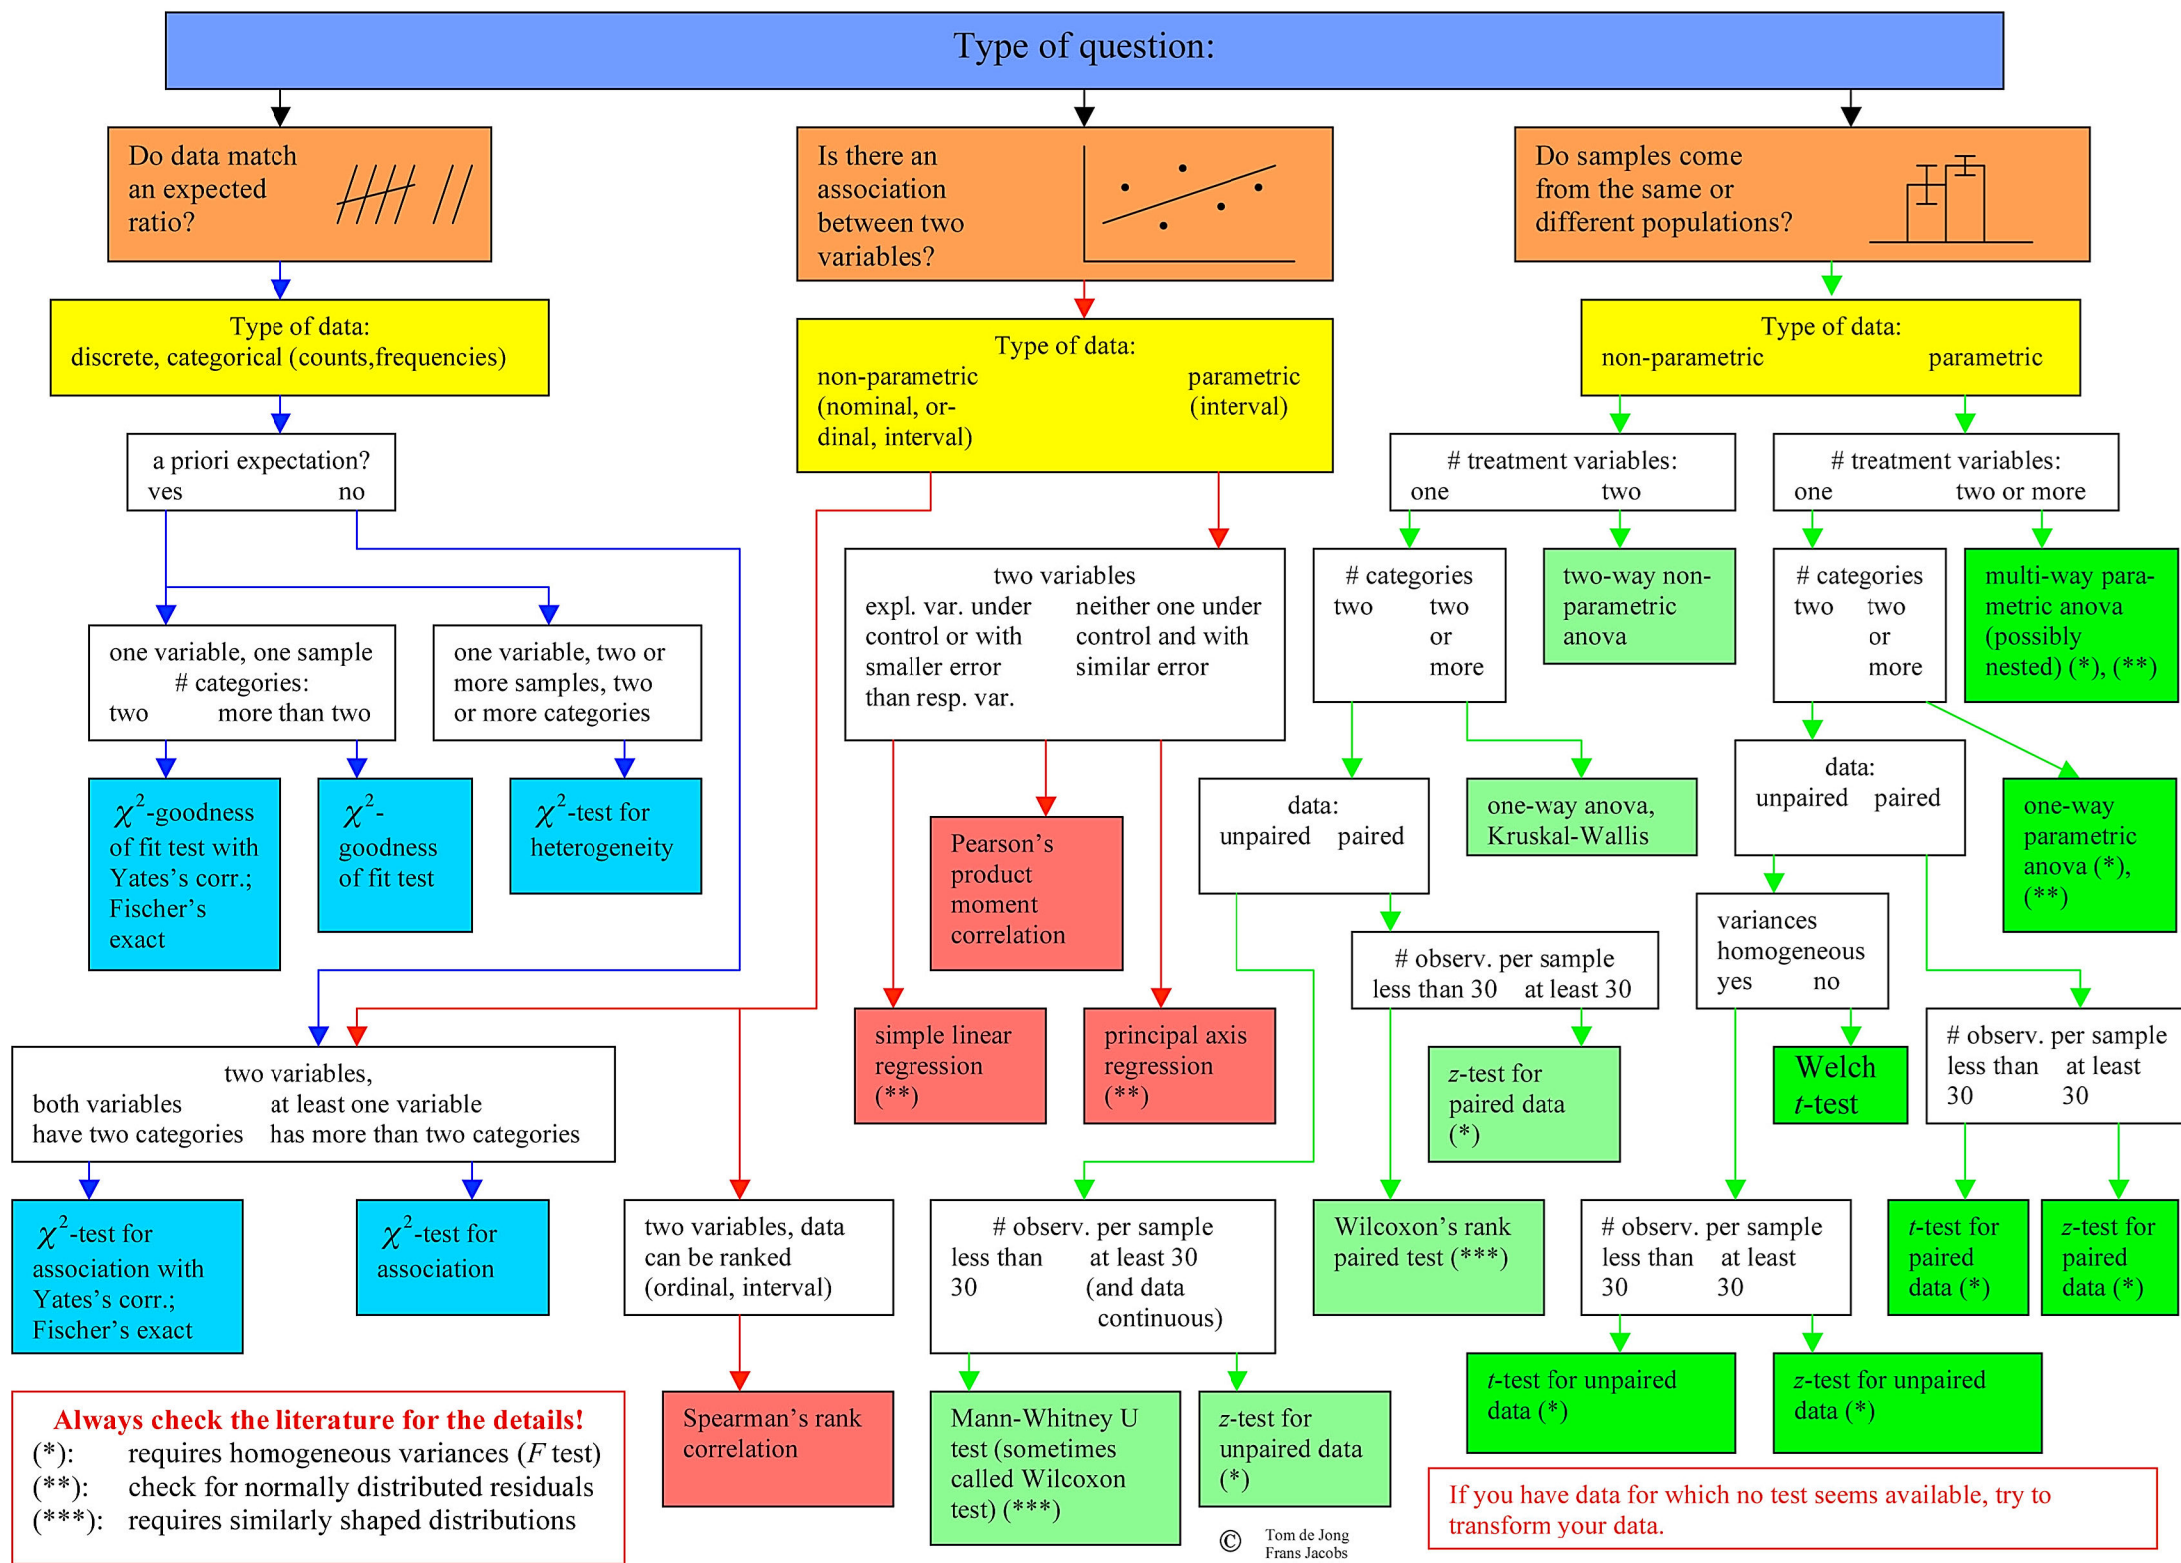 Type of question:
Do data match
an expected
ratio?
Is there an
association
between two
variables?
Do samples come
from the same or
different populations?
Type of data:
discrete, categorical (counts,frequencies)
Type of data:
non-parametric parametric
(nominal, or- (interval)
dinal, interval)
Type of data:
non-parametric parametric
a priori expectation?
yes no
# treatment variables:
one two
# treatment variables:
one two or more
one variable, one sample
# categories:
two more than two
one variable, two or
more samples, two
or more categories
two variables
expl. var. under neither one under
control or with control and with
smaller error similar error
than resp. var.
# categories
two two
or
more
two-way non-
parametric
anova
# categories
two two
or
more
multi-way para-
metric anova
(possibly
nested) (*), (**)
χ²-goodness
of fit test with
Yates's corr.;
Fischer's
exact
χ²-
goodness
of fit test
χ²-test for
heterogeneity
Pearson's
product
moment
correlation
data:
unpaired paired
one-way anova,
Kruskal-Wallis
data:
unpaired paired
one-way
parametric
anova (*),
(**)
variances
homogeneous
yes no
# observ. per sample
less than 30 at least 30
simple linear
regression
(**)
principal axis
regression
(**)
z-test for
paired data
(*)
Welch
t-test
# observ. per sample
less than at least
30 30
two variables,
both variables at least one variable
have two categories has more than two categories
χ²-test for
association with
Yates's corr.;
Fischer's exact
χ²-test for
association
two variables, data
can be ranked
(ordinal, interval)
# observ. per sample
less than at least 30
30 (and data
continuous)
Wilcoxon's rank
paired test (***)
# observ. per sample
less than at least
30 30
t-test for
paired
data (*)
z-test for
paired
data (*)
t-test for unpaired
data (*)
z-test for unpaired
data (*)
Spearman's rank
correlation
Mann-Whitney U
test (sometimes
called Wilcoxon
test) (***)
z-test for
unpaired data
(*)
Always check the literature for the details!
(*): requires homogeneous variances (F test)
(**): check for normally distributed residuals
(***): requires similarly shaped distributions
If you have data for which no test seems available, try to
transform your data.
© Tom de Jong
Frans Jacobs